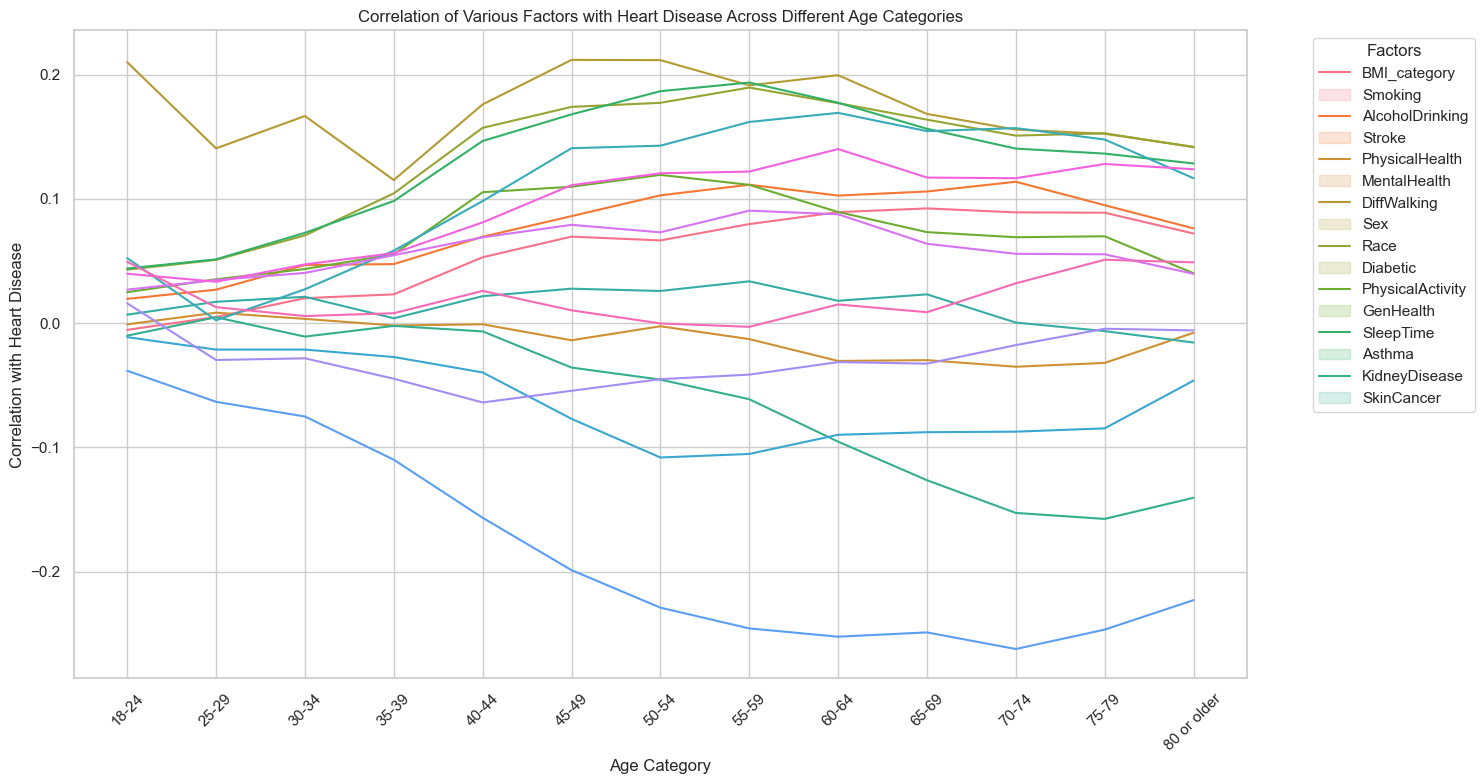 Correlation of Various Factors with Heart Disease Across Different Age Categories
Correlation with Heart Disease
0.2
0.1
0.0
−0.1
−0.2
18-24
25-29
30-34
35-39
40-44
45-49
50-54
55-59
60-64
65-69
70-74
75-79
80 or older
Age Category
Factors
BMI_category
Smoking
AlcoholDrinking
Stroke
PhysicalHealth
MentalHealth
DiffWalking
Sex
Race
Diabetic
PhysicalActivity
GenHealth
SleepTime
Asthma
KidneyDisease
SkinCancer